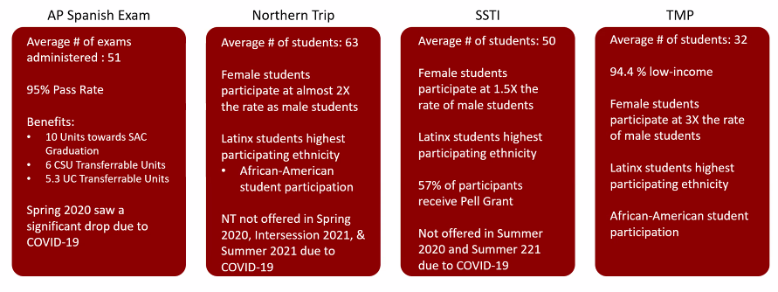 AP Spanish Exam
Average # of exams
administered : 51
95% Pass Rate
Benefits:
• 10 Units towards SAC
Graduation
• 6 CSU Transferrable Units
• 5.3 UC Transferrable Units
Spring 2020 saw a
significant drop due to
COVID-19
Northern Trip
Average # of students: 63
Female students
participate at almost 2X
the rate as male students
Latinx students highest
participating ethnicity
• African-American
student participation
NT not offered in Spring
2020, Intersession 2021, &
Summer 2021 due to
COVID-19
SSTI
Average # of students: 50
Female students
participate at 1.5X the
rate of male students
Latinx students highest
participating ethnicity
57% of participants
receive Pell Grant
Not offered in Summer
2020 and Summer 221
due to COVID-19
TMP
Average # of students: 32
94.4 % low-income
Female students
participate at 3X the rate
of male students
Latinx students highest
participating ethnicity
African-American student
participation